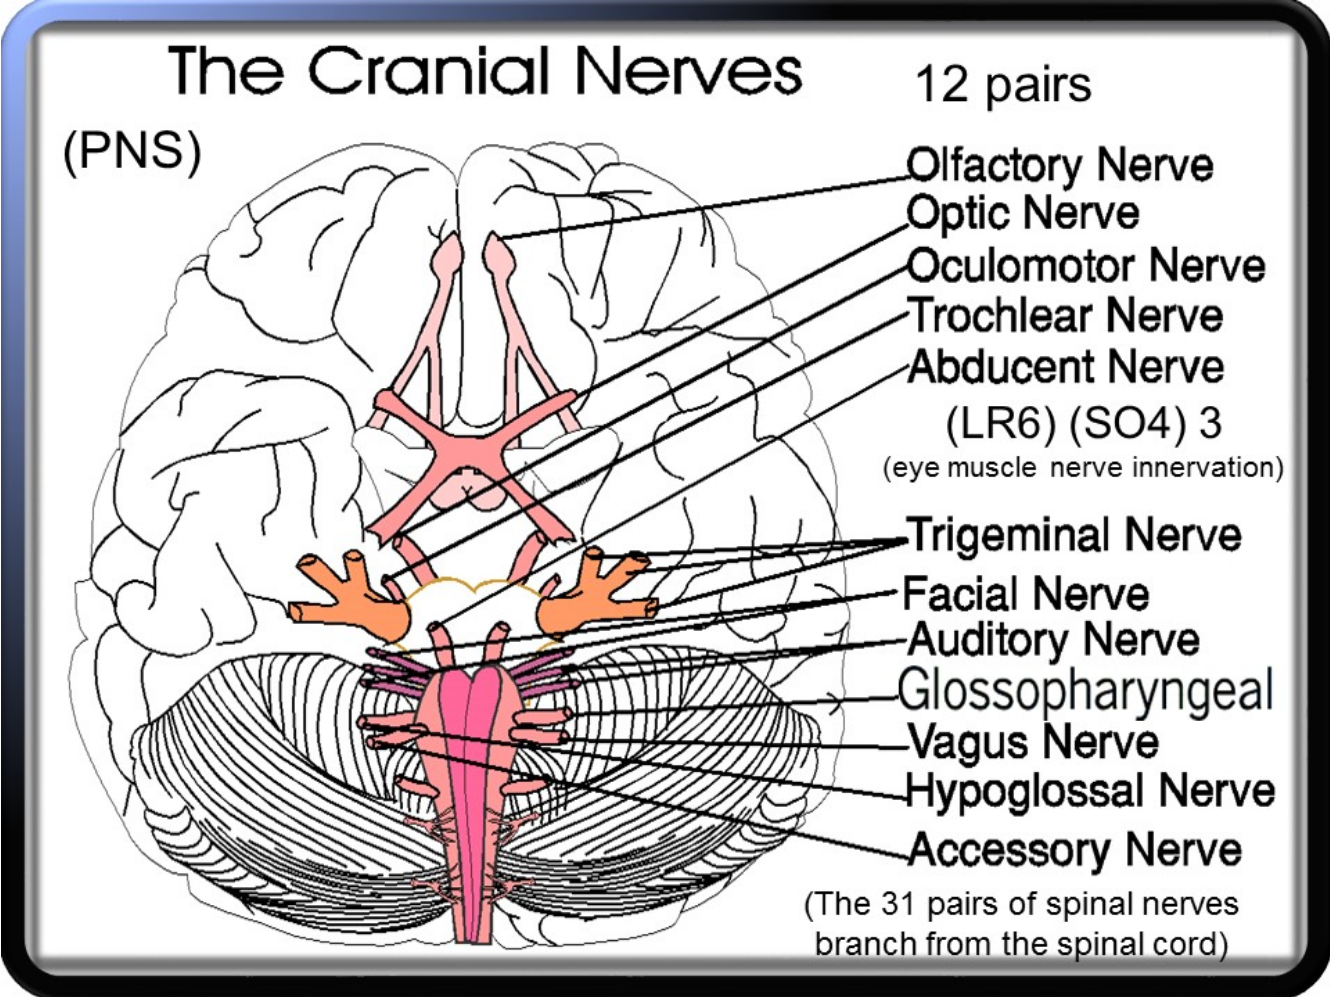 The Cranial Nerves
12 pairs
(PNS)
Olfactory Nerve
Optic Nerve
Oculomotor Nerve
Trochlear Nerve
Abducent Nerve
(LR6) (SO4) 3
(eye muscle nerve innervation)
Trigeminal Nerve
Facial Nerve
Auditory Nerve
Glossopharyngeal
Vagus Nerve
Hypoglossal Nerve
Accessory Nerve
(The 31 pairs of spinal nerves
branch from the spinal cord)